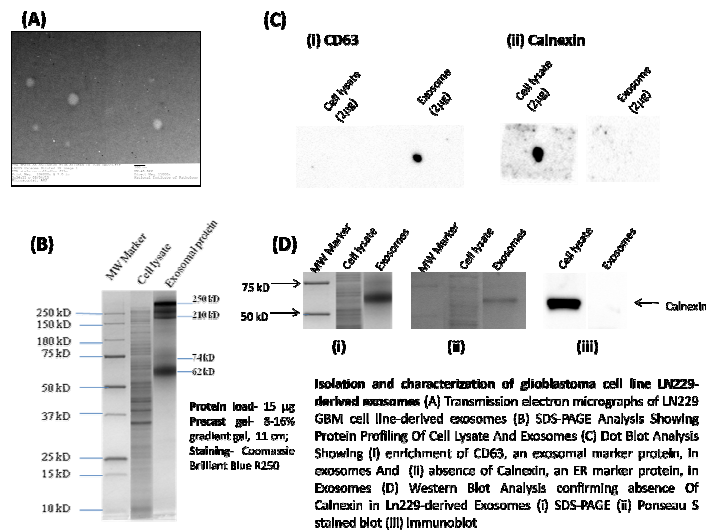 (A)
(C)
(i) CD63
(ii) Calnexin
Cell lysate
(2µg)
Exosome
(2µg)
Cell lysate
(2µg)
Exosome
(2µg)
(B)
MW Marker
Cell lysate
Exosomal protein
250 kD
150 kD
100 kD
75 kD
50 kD
37 kD
25 kD
15 kD
10 kD
250 kD
210 kD
74 kD
62 kD
Protein load- 15 µg
Precast gel- 8-16%
gradient gel, 11 cm;
Staining- Coomassie
Brilliant Blue R250
(D)
MW Marker
Cell lysate
Exosomes
MW Marker
Cell lysate
Exosomes
Cell lysate
Exosomes
75 kD
50 kD
Calnexin
(i)
(ii)
(iii)
Isolation and characterization of glioblastoma cell line LN229-
derived exosomes (A) Transmission electron micrographs of LN229
GBM cell line-derived exosomes (B) SDS-PAGE Analysis Showing
Protein Profiling Of Cell Lysate And Exosomes (C) Dot Blot Analysis
Showing (i) enrichment of CD63, an exosomal marker protein, in
exosomes And (ii) absence of Calnexin, an ER marker protein, in
Exosomes (D) Western Blot Analysis confirming absence Of
Calnexin in Ln229-derived Exosomes (i) SDS-PAGE (ii) Ponseau S
stained blot (iii) Immunoblot